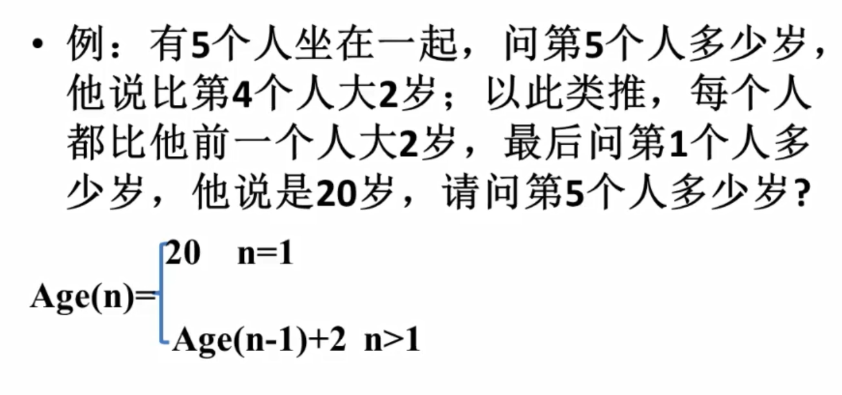 • 例：有5个人坐在一起，问第5个人多少岁，
他说比第4个人大2岁；以此类推，每个人
都比他前一个人大2岁，最后问第1个人多
少岁，他说是20岁，请问第5个人多少岁?
20 n=1
Age(n)=
Age(n-1)+2 n>1